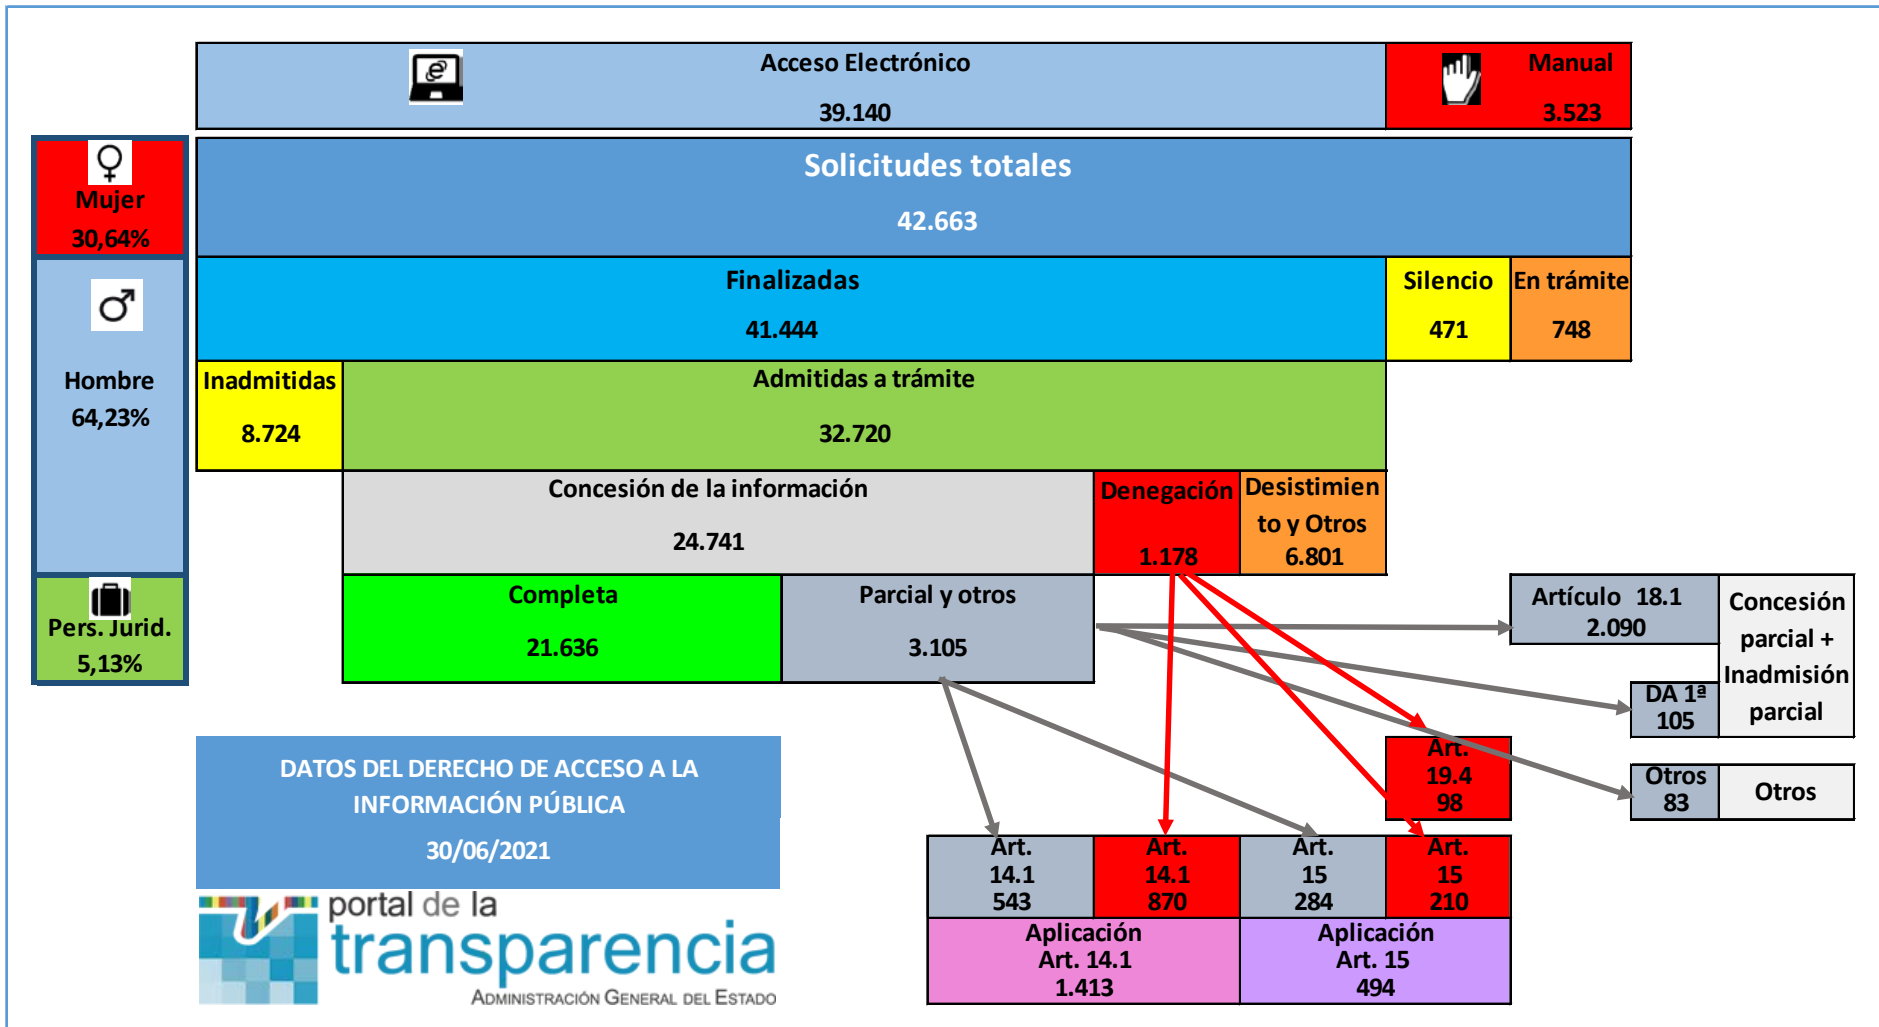 Acceso Electrónico
39.140
Manual
3.523
Mujer
30,64%
Solicitudes totales
42.663
Hombre
64,23%
Finalizadas
41.444
Silencio
471
En trámite
748
Inadmitidas
8.724
Admitidas a trámite
32.720
Concesión de la información
24.741
Denegación
1.178
Desistimien
to y Otros
6.801
Pers. Jurid.
5,13%
Completa
21.636
Parcial y otros
3.105
Artículo 18.1
2.090
Concesión
parcial +
Inadmisión
parcial
DA 1ª
105
Art.
19.4
98
Otros
83
Otros
DATOS DEL DERECHO DE ACCESO A LA
INFORMACIÓN PÚBLICA
30/06/2021
Art.
14.1
543
Art.
14.1
870
Art.
15
284
Art.
15
210
Aplicación
Art. 14.1
1.413
Aplicación
Art. 15
494
portal de la
transparencia
ADMINISTRACIÓN GENERAL DEL ESTADO